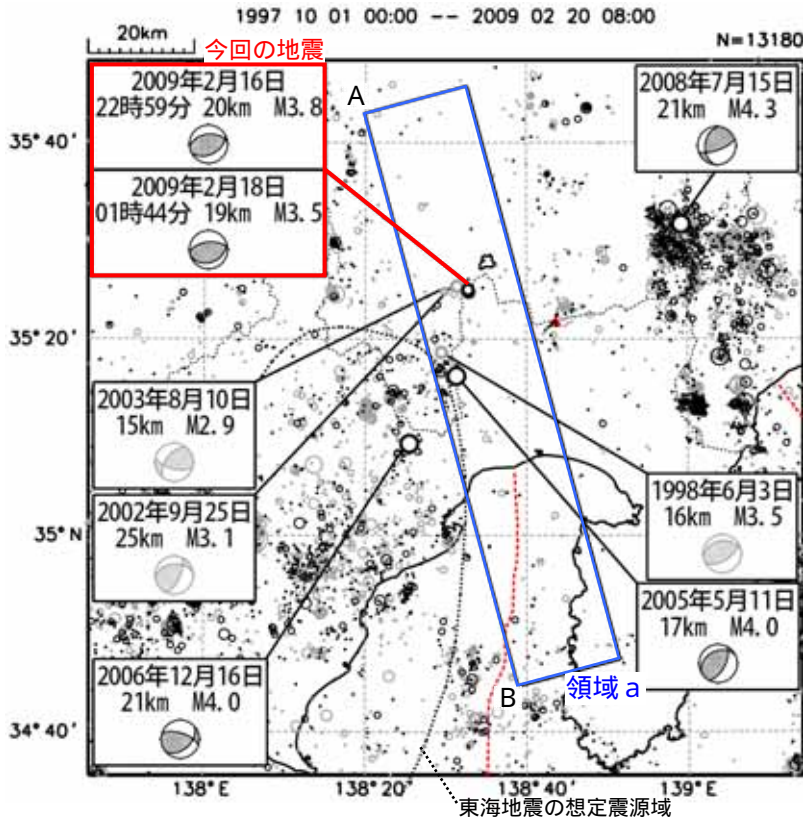 1997 10 01 00:00 -- 2009 02 20 08:00
20km
N=13180
今回の地震
2009年2月16日
22時59分 20km M3.8
2009年2月18日
01時44分 19km M3.5
A
2008年7月15日
21km M4.3
35°40'
35°20'
2003年8月10日
15km M2.9
2002年9月25日
25km M3.1
35°N
1998年6月3日
16km M3.5
2005年5月11日
17km M4.0
2006年12月16日
21km M4.0
B
領域a
34°40'
138°E
138°20'
138°40'
139°E
東海地震の想定震源域